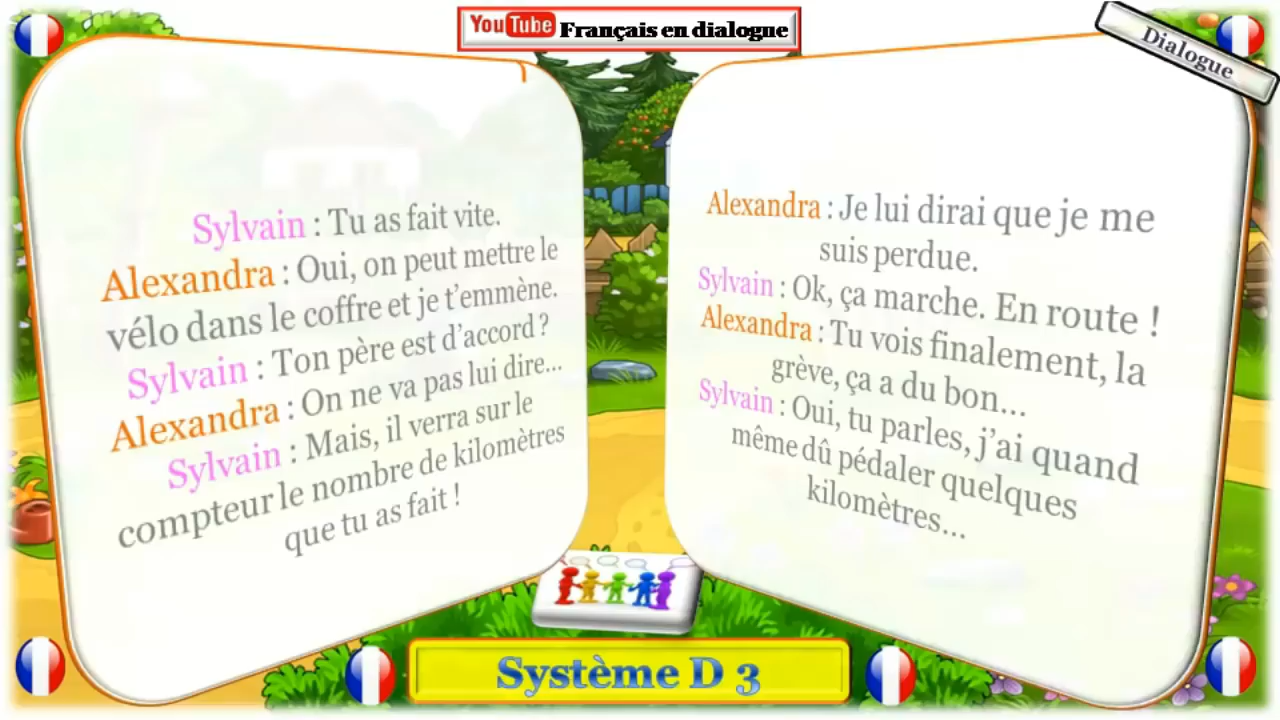 YouTube Français en dialogue
Dialogue
Sylvain : Tu as fait vite.
Alexandra : Oui, on peut mettre le
vélo dans le coffre et je t'emmène.
Sylvain : Ton père est d'accord ?
Alexandra : On ne va pas lui dire...
Sylvain : Mais, il verra sur le
compteur le nombre de kilomètres
que tu as fait !
Alexandra : Je lui dirai que je me
suis perdue.
Sylvain : Ok, ça marche. En route !
Alexandra : Tu vois finalement, la
grève, ça a du bon...
Sylvain : Oui, tu parles, j'ai quand
même dû pédaler quelques
kilomètres...
Système D 3